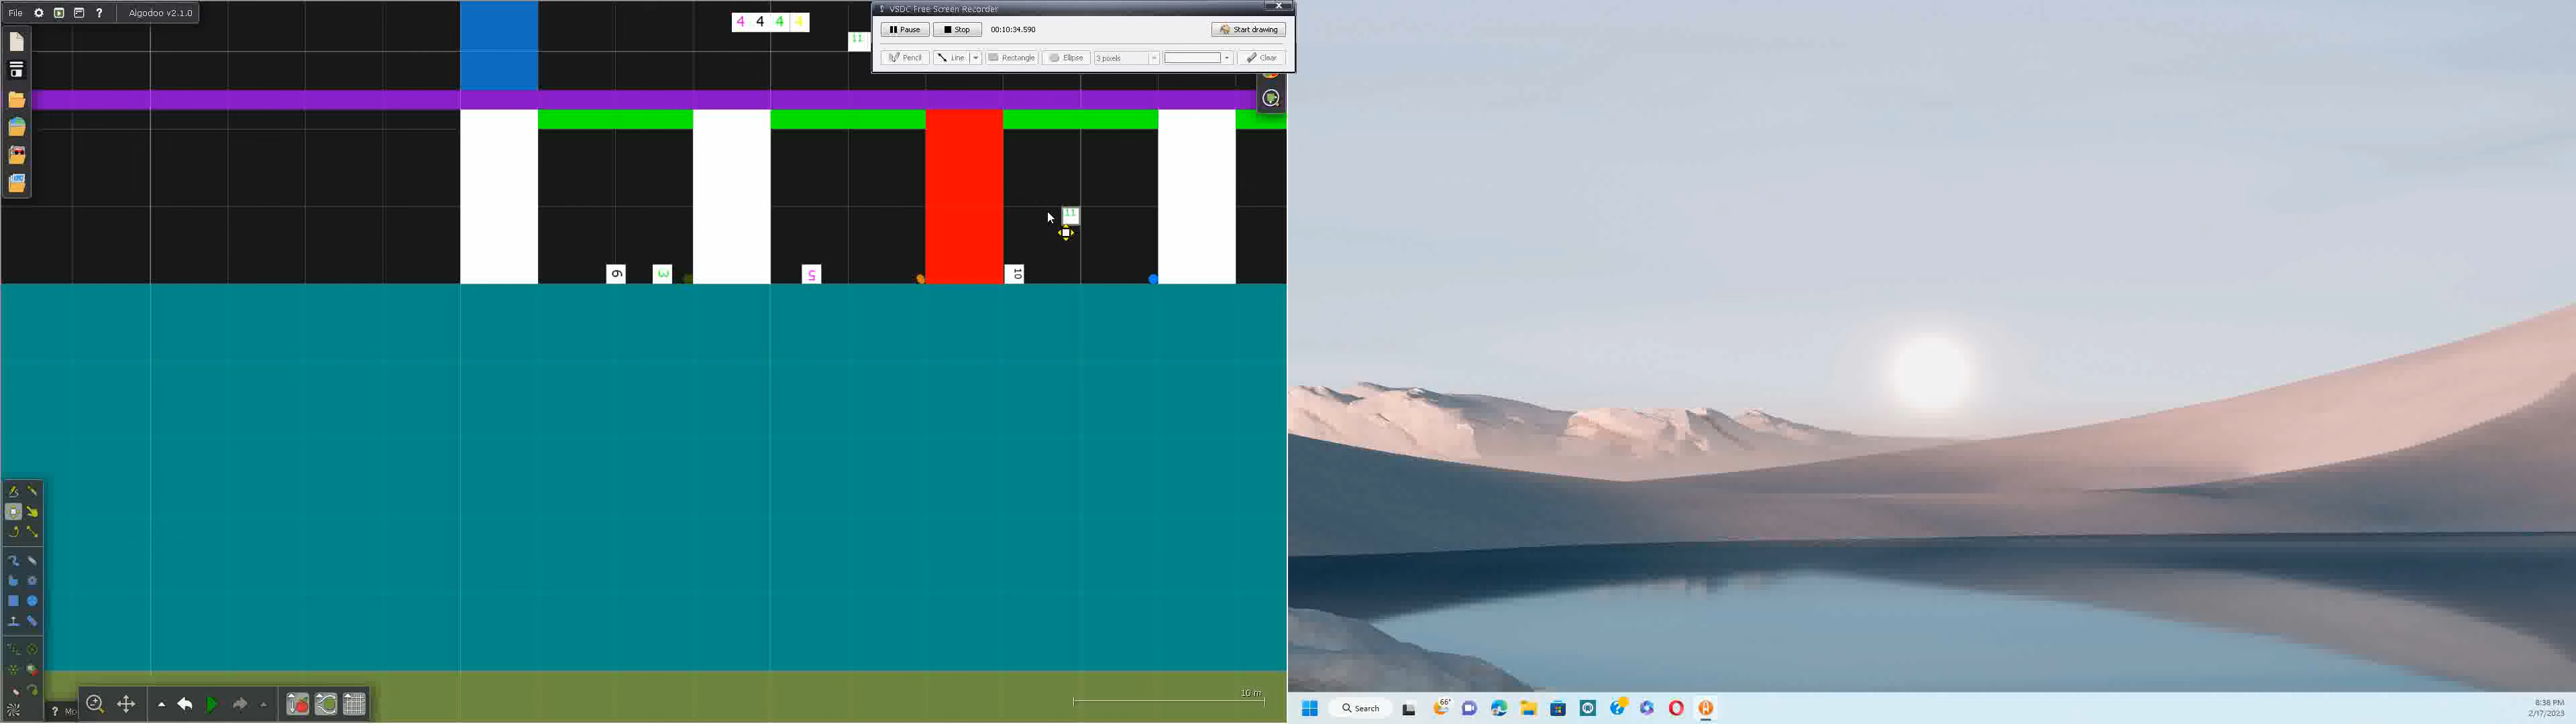 File ? Algodoo v2.1.0
4 4 4 4
11
VSDC Free Screen Recorder
Pause Stop 00:10:34.590 Start drawing
Pencil Line Rectangle Ellipse 3 pixels Clear
11
6 3 5 10
10 m
?
Search
66°
8:38 PM
2/17/2023